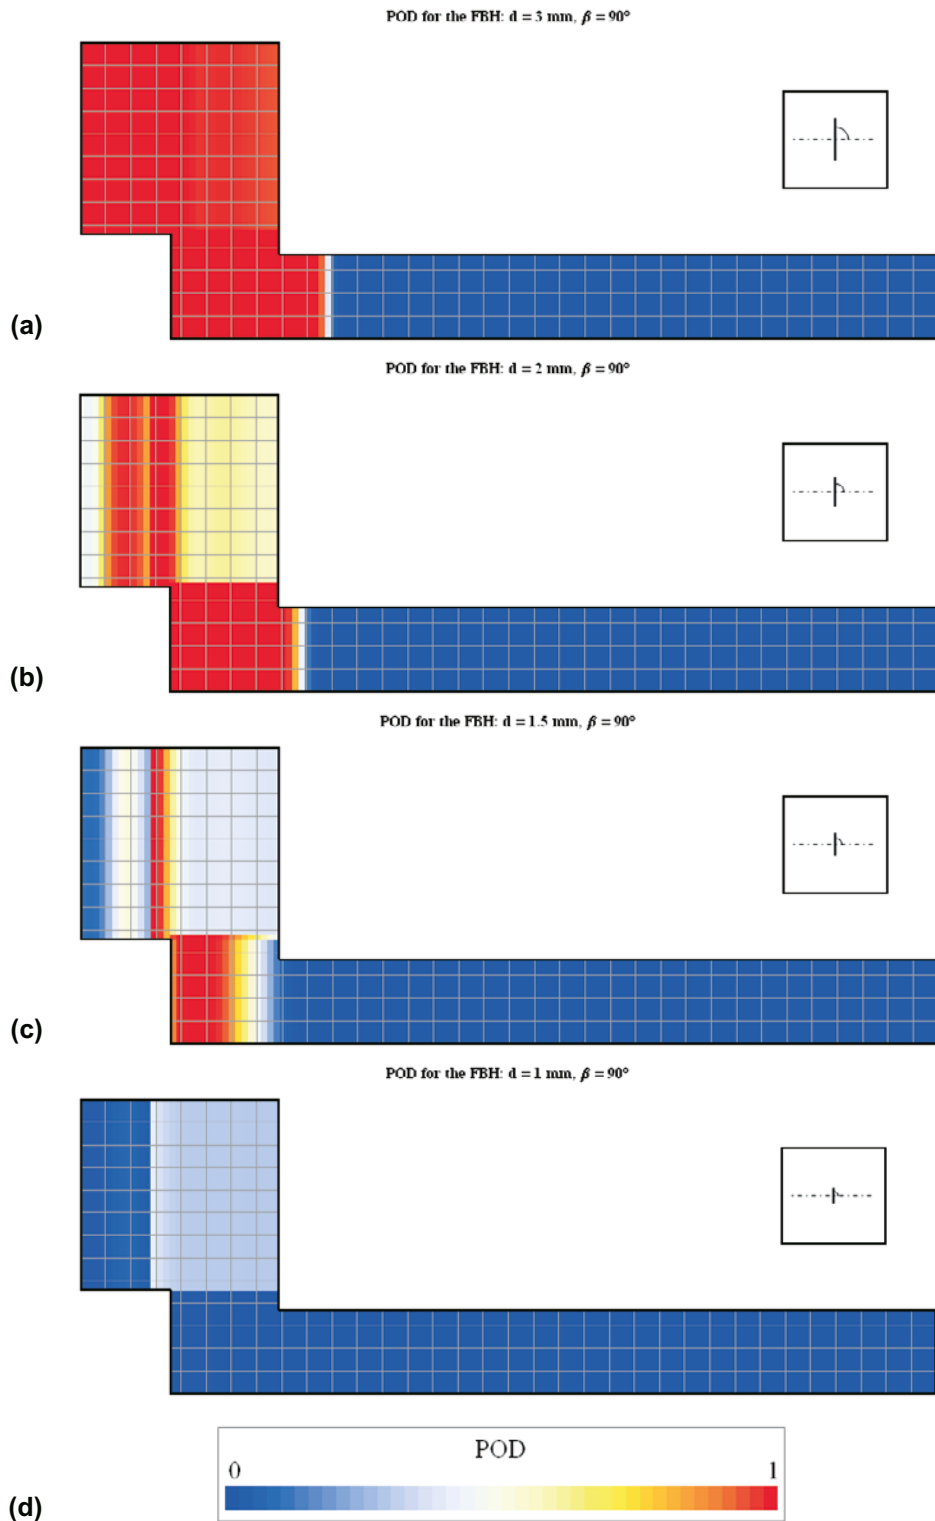 POD for the FBH: d = 3 mm, β = 90°
(a)
POD for the FBH: d = 2 mm, β = 90°
(b)
POD for the FBH: d = 1.5 mm, β = 90°
(c)
POD for the FBH: d = 1 mm, β = 90°
POD
0 1
(d)